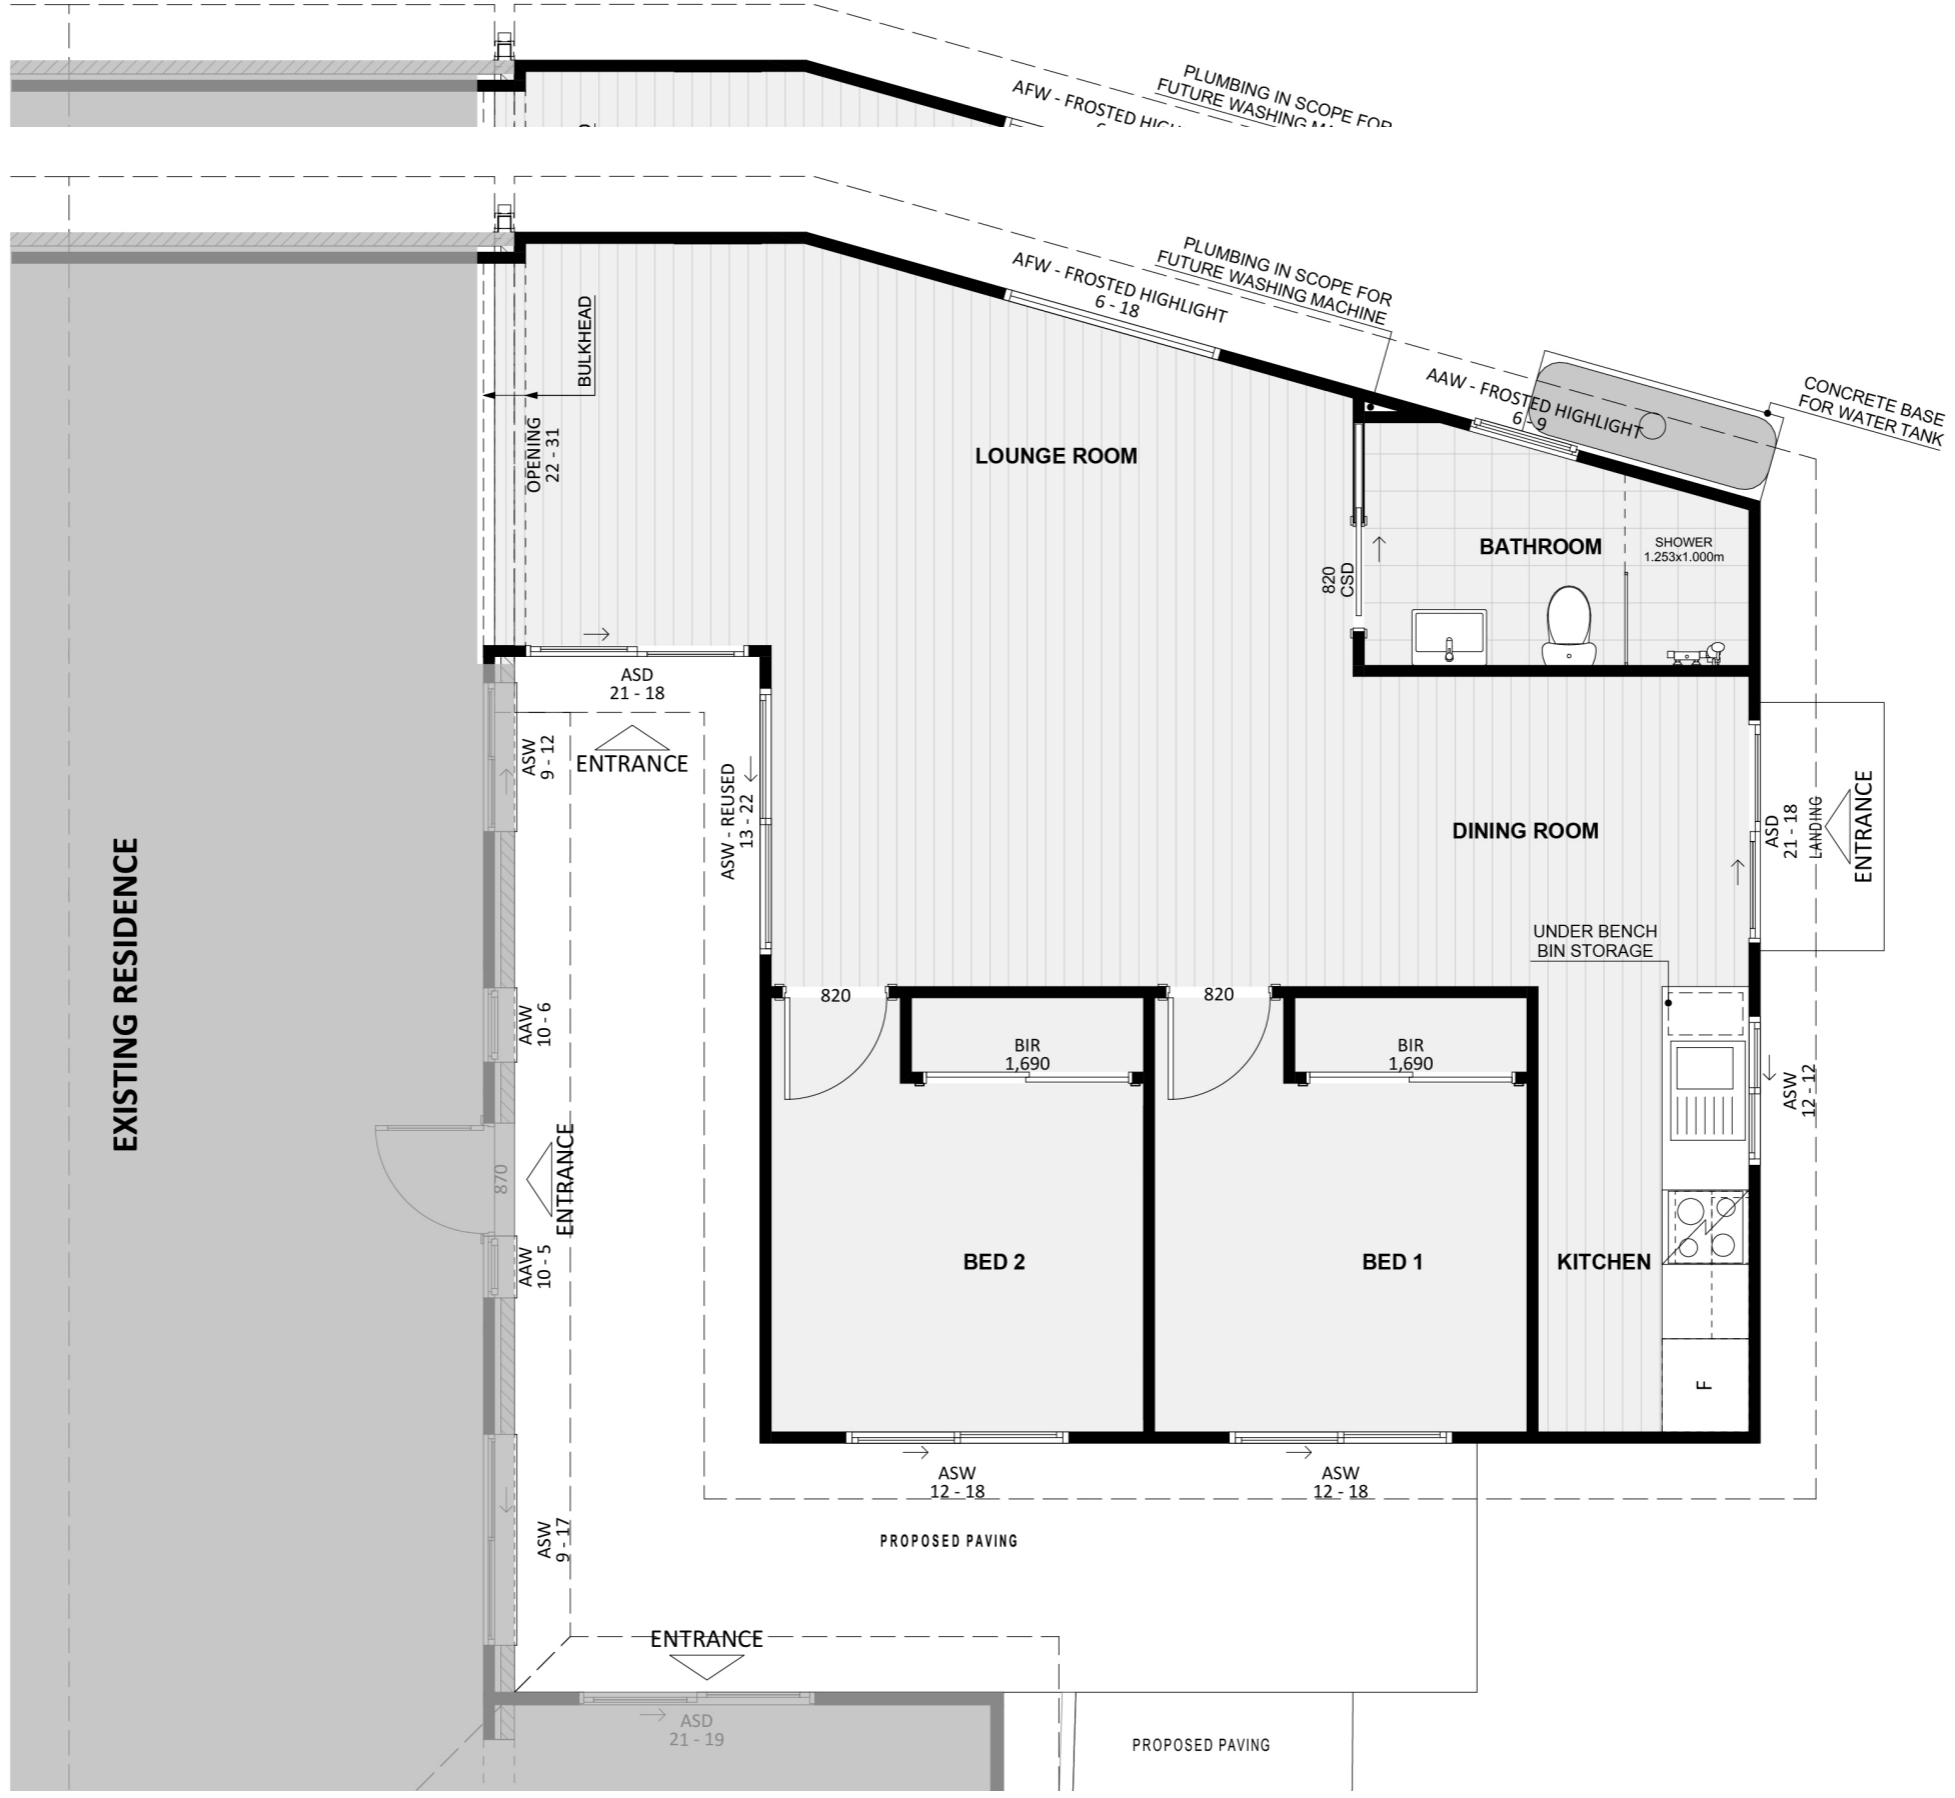 PLUMBING IN SCOPE FOR
FUTURE WASHING
AFW - FROSTED
PLUMBING IN SCOPE FOR
FUTURE WASHING MACHINE
AFW - FROSTED HIGHLIGHT
6 - 18
BULKHEAD
OPENING
22 - 31
AAW - FROSTED HIGHLIGHT
6 - 9
CONCRETE BASE
FOR WATER TANK
LOUNGE ROOM
BATHROOM
SHOWER
1.253x1.000m
820
CSD
ASD
21 - 18
ENTRANCE
ASW
9 - 12
ASW - REUSED
13 - 22
DINING ROOM
ASD
21 - 18
LANDING
ENTRANCE
EXISTING RESIDENCE
UNDER BENCH
BIN STORAGE
820
820
AAW
10 - 6
BIR
1,690
BIR
1,690
ASW
12 - 12
870
ENTRANCE
AAW
10 - 5
BED 2
BED 1
KITCHEN
F
ASW
12 - 18
ASW
12 - 18
ASW
9 - 17
PROPOSED PAVING
ENTRANCE
ASD
21 - 19
PROPOSED PAVING